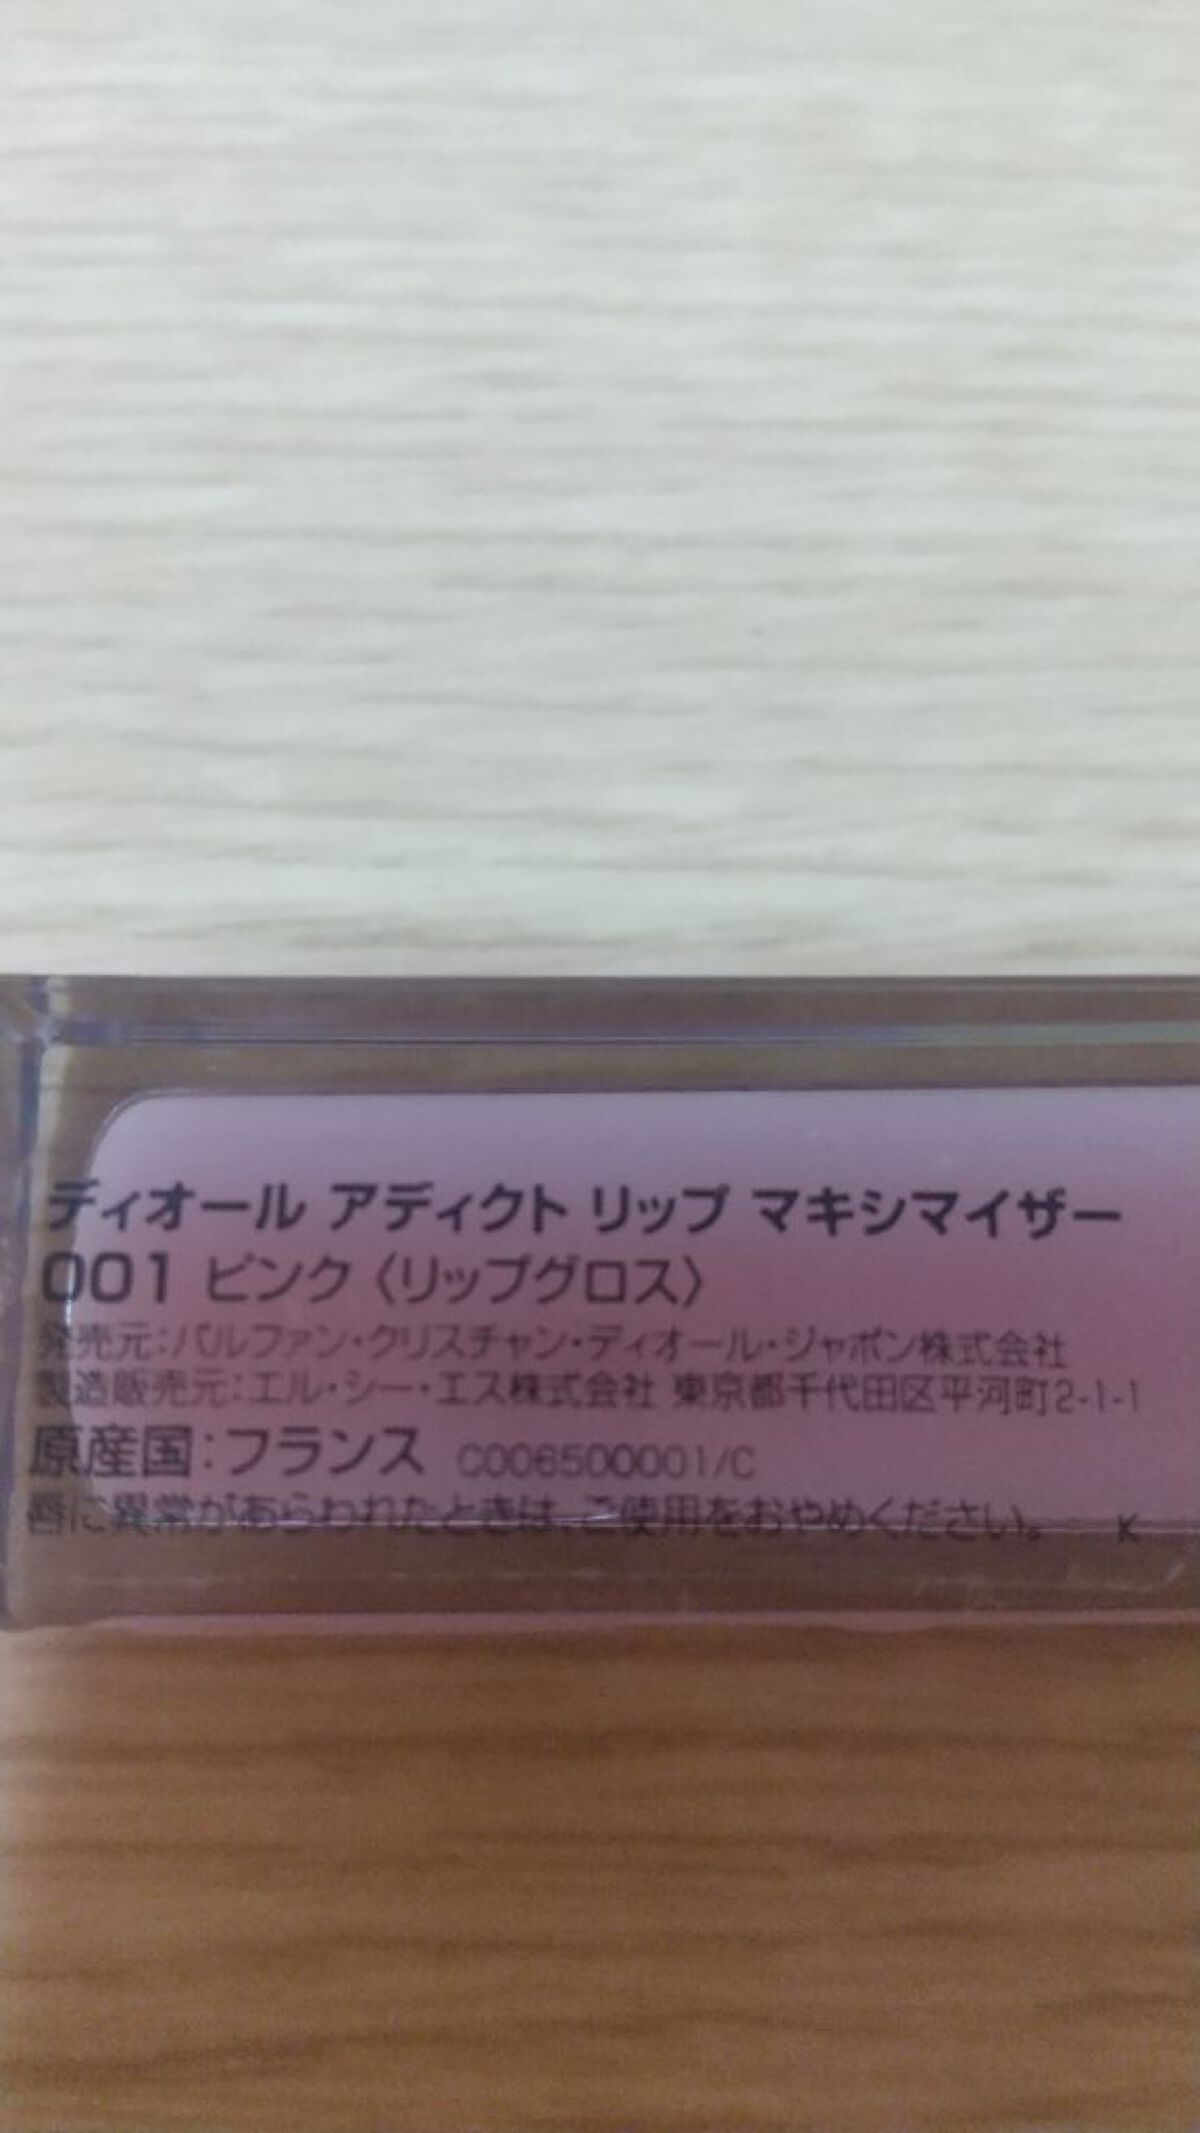 ディオール アディクト リップ マキシマイザー
001 ピンク〈リップグロス〉
発売元:パルファン・クリスチャン・ディオール・ジャポン株式会社
製造販売元:エル・シー・エス株式会社 東京都千代田区平河町2-1-1
原産国:フランス C006500001/C
唇に異常があらわれたときは、ご使用をおやめください。 K